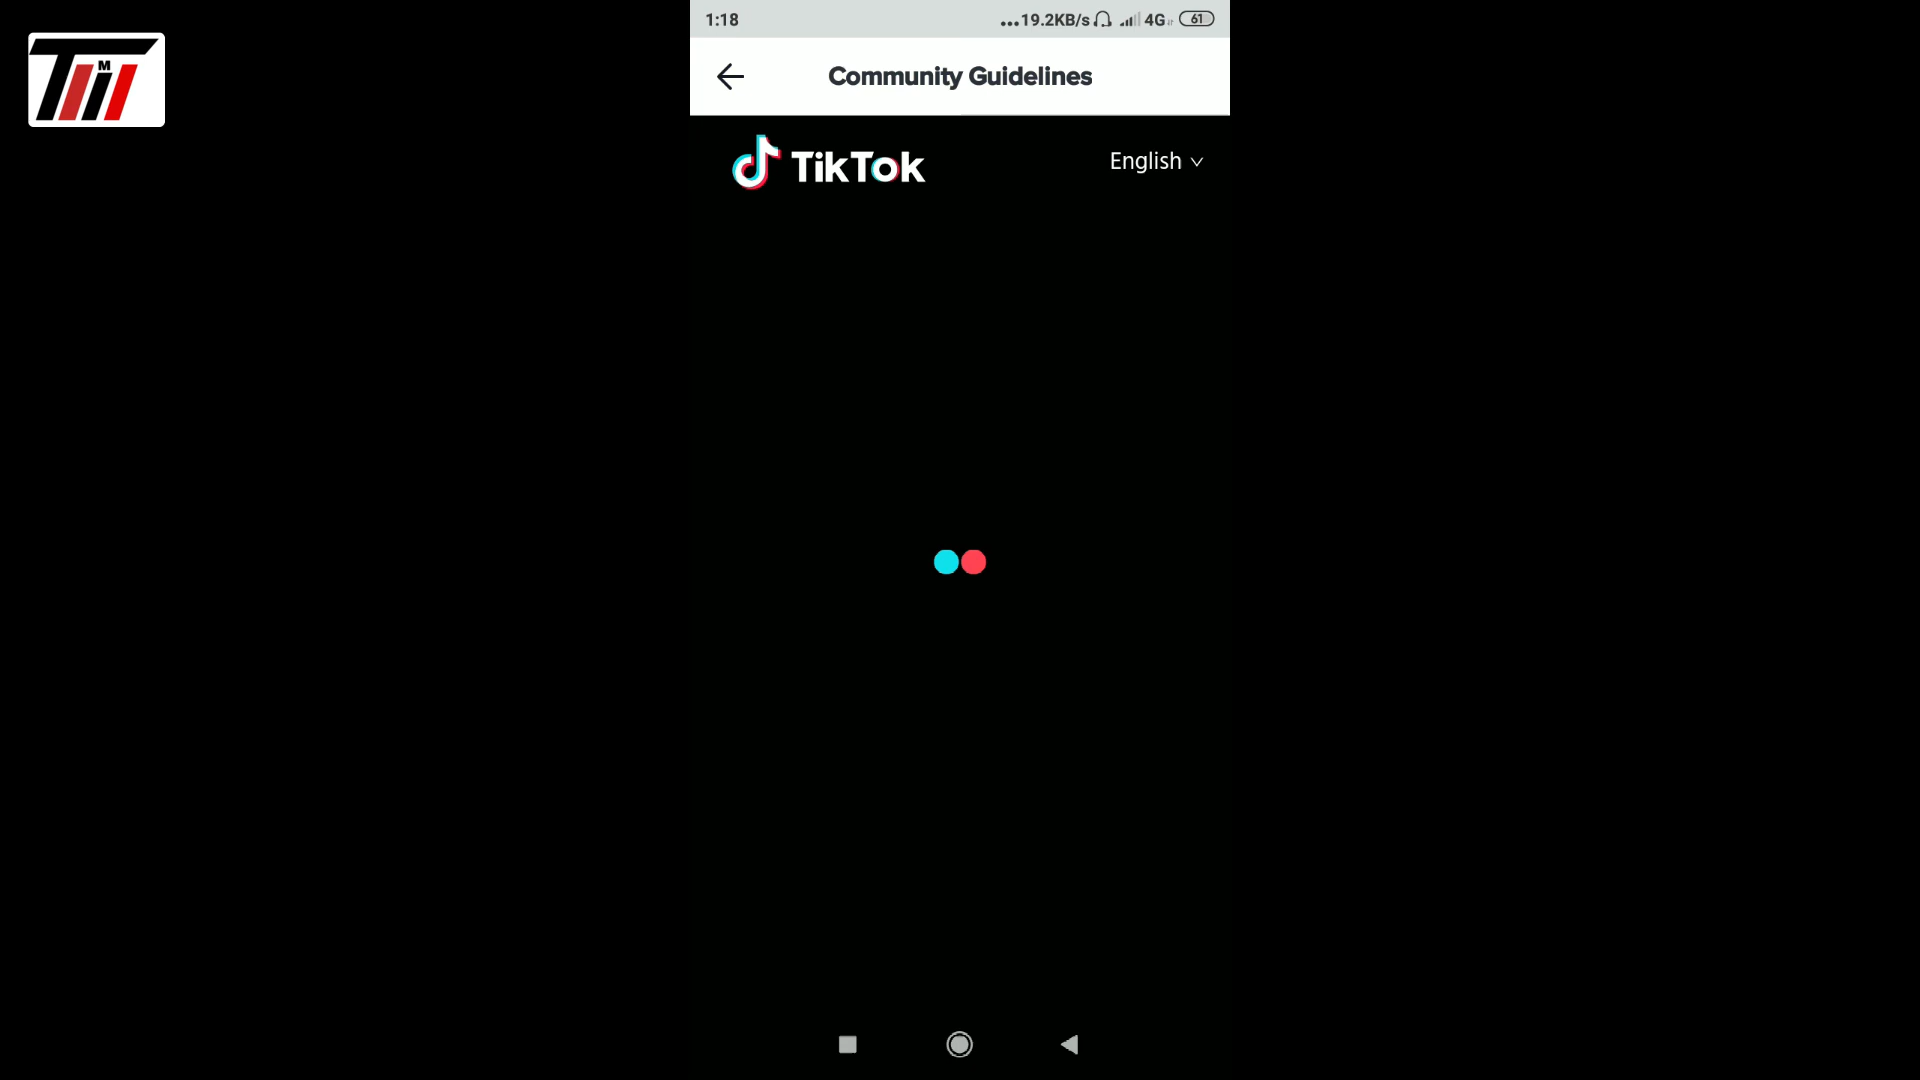 1:18
...19.2KB/s 4G 61
Community Guidelines
M
TikTok
English